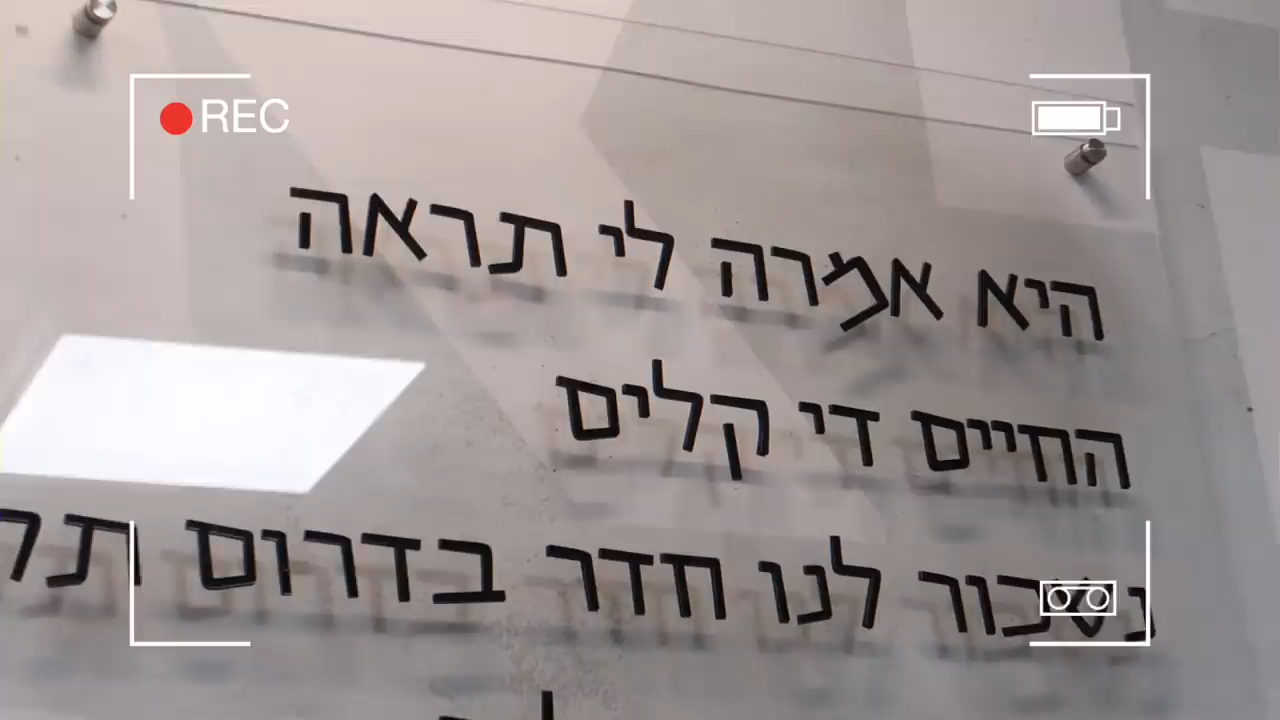 REC
היא אמרה לי תראה
החיים די קלים
נשכור לנו חדר בדרום